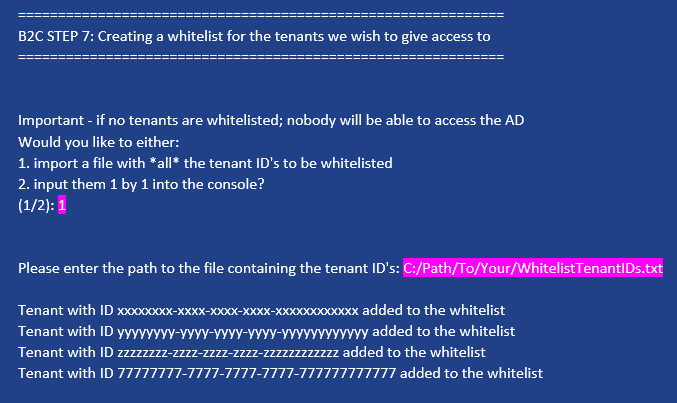 ======================================================
B2C STEP 7: Creating a whitelist for the tenants we wish to give access to
======================================================
Important - if no tenants are whitelisted; nobody will be able to access the AD
Would you like to either:
1. import a file with *all* the tenant ID's to be whitelisted
2. input them 1 by 1 into the console?
(1/2): 1
Please enter the path to the file containing the tenant ID's: C:/Path/To/Your/WhitelistTenantIDs.txt
Tenant with ID xxxxxxxx-xxxx-xxxx-xxxx-xxxxxxxxxxxx added to the whitelist
Tenant with ID yyyyyyyy-yyyy-yyyy-yyyy-yyyyyyyyyyyy added to the whitelist
Tenant with ID zzzzzzzz-zzzz-zzzz-zzzz-zzzzzzzzzzzz added to the whitelist
Tenant with ID 77777777-7777-7777-7777-777777777777 added to the whitelist